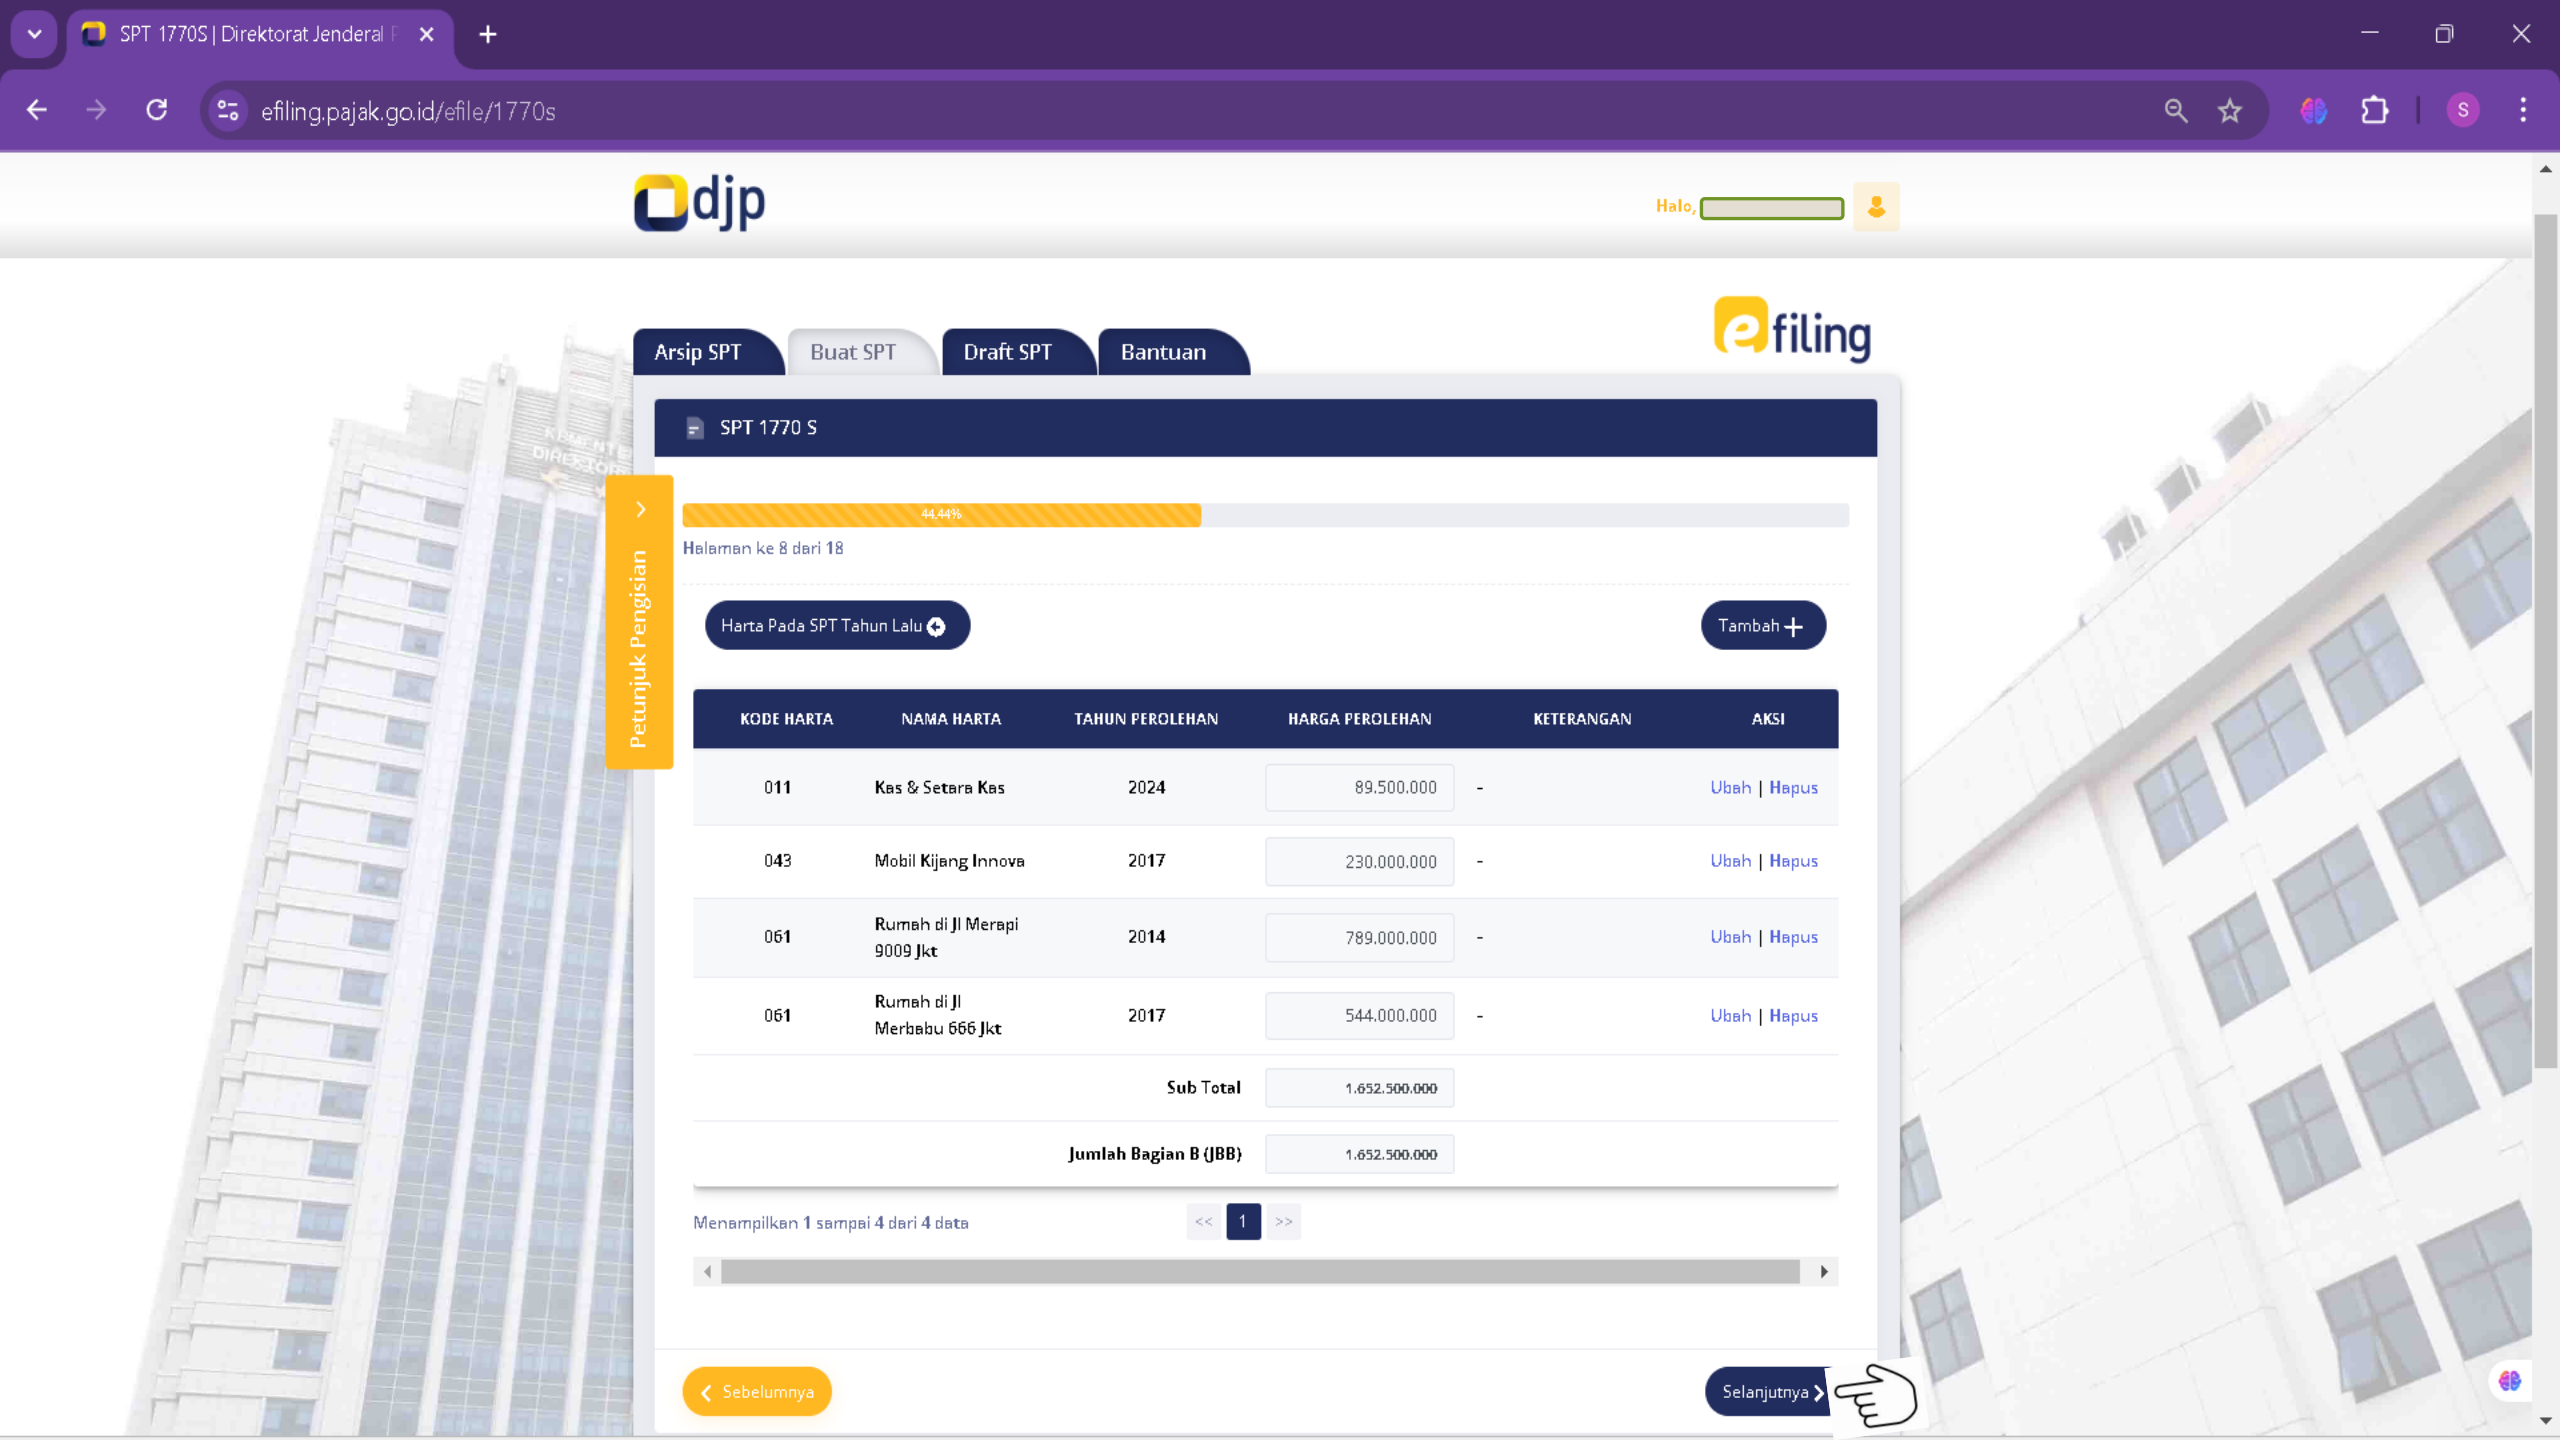 SPT 1770S | Direktorat Jenderal P
efiling.pajak.go.id/efile/1770s
S
djp
Halo,
efiling
Arsip SPT
Buat SPT
Draft SPT
Bantuan
SPT 1770 S
Petunjuk Pengisian
44.44%
Halaman ke 8 dari 18
Harta Pada SPT Tahun Lalu
Tambah +
KODE HARTA NAMA HARTA TAHUN PEROLEHAN HARGA PEROLEHAN KETERANGAN AKSI
011 Kas & Setara Kas 2024 89.500.000 - Ubah | Hapus
043 Mobil Kijang Innova 2017 230.000.000 - Ubah | Hapus
061 Rumah di Jl Merapi 9009 Jkt 2014 789.000.000 - Ubah | Hapus
061 Rumah di Jl Merbabu 666 Jkt 2017 544.000.000 - Ubah | Hapus
Sub Total 1.652.500.000
Jumlah Bagian B (JBB) 1.652.500.000
Menampilkan 1 sampai 4 dari 4 data
<< 1 >>
Sebelumnya
Selanjutnya